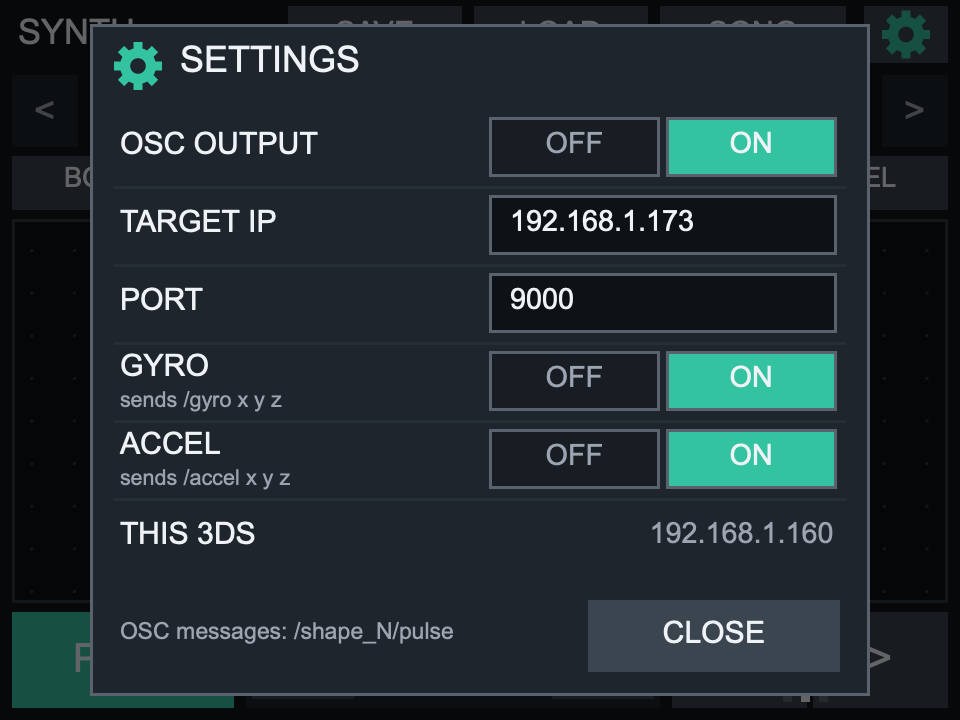 SETTINGS
OSC OUTPUT OFF ON
TARGET IP 192.168.1.173
PORT 9000
GYRO OFF ON
sends /gyro x y z
ACCEL OFF ON
sends /accel x y z
THIS 3DS 192.168.1.160
OSC messages: /shape_N/pulse CLOSE